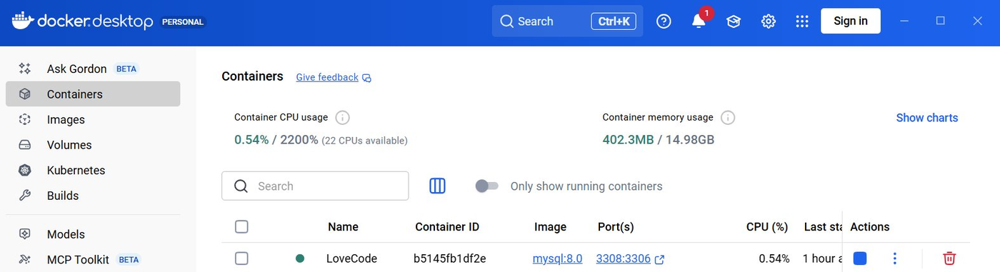 docker.desktop PERSONAL
Search Ctrl+K
1
Sign in
Ask Gordon BETA
Containers
Images
Volumes
Kubernetes
Builds
Models
MCP Toolkit BETA
Containers Give feedback
Container CPU usage
0.54% / 2200% (22 CPUs available)
Container memory usage
402.3MB / 14.98GB
Show charts
Search
Only show running containers
Name Container ID Image Port(s) CPU (%) Last sta Actions
LoveCode b5145fb1df2e mysql:8.0 3308:3306 0.54% 1 hour a